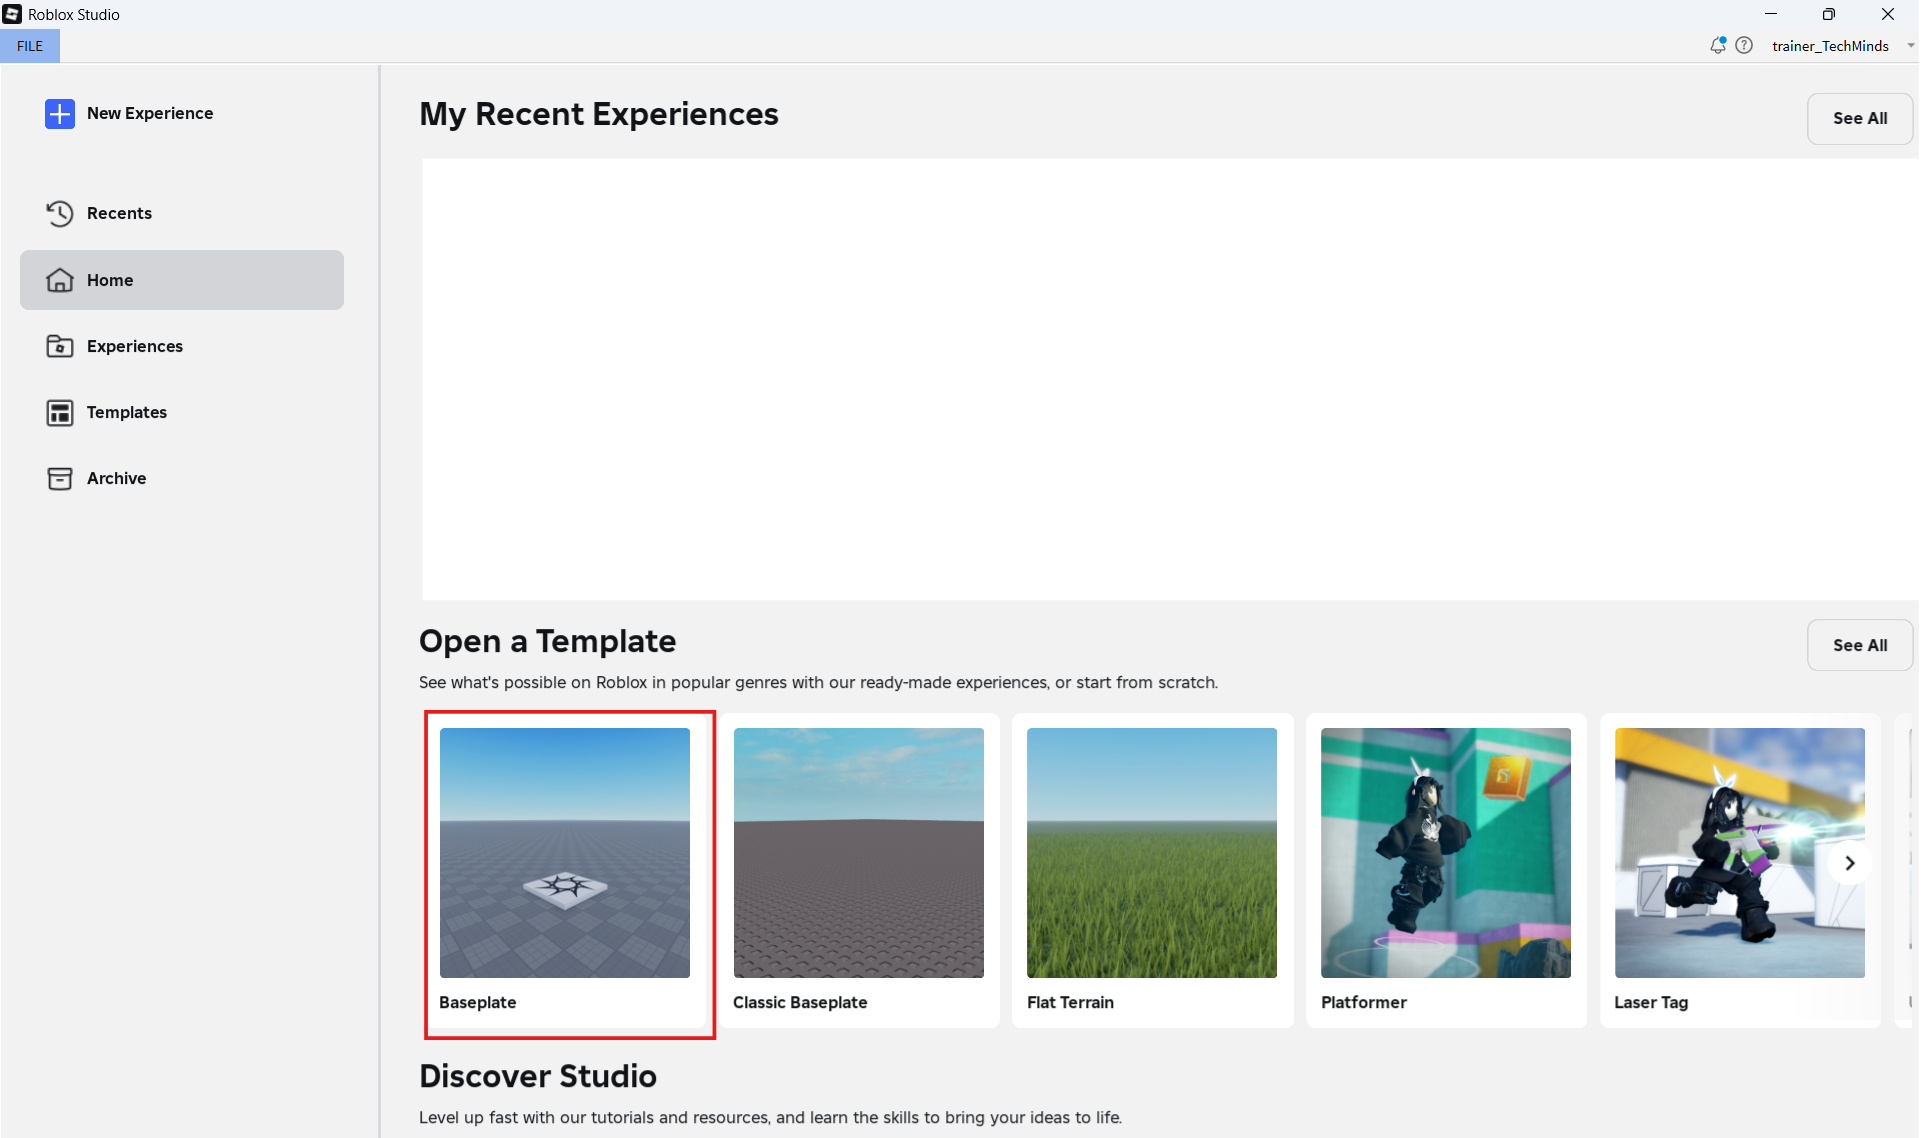 Roblox Studio
FILE
trainer_TechMinds
New Experience
Recents
Home
Experiences
Templates
Archive
My Recent Experiences
See All
Open a Template
See All
See what's possible on Roblox in popular genres with our ready-made experiences, or start from scratch.
Baseplate
Classic Baseplate
Flat Terrain
Platformer
Laser Tag
Discover Studio
Level up fast with our tutorials and resources, and learn the skills to bring your ideas to life.